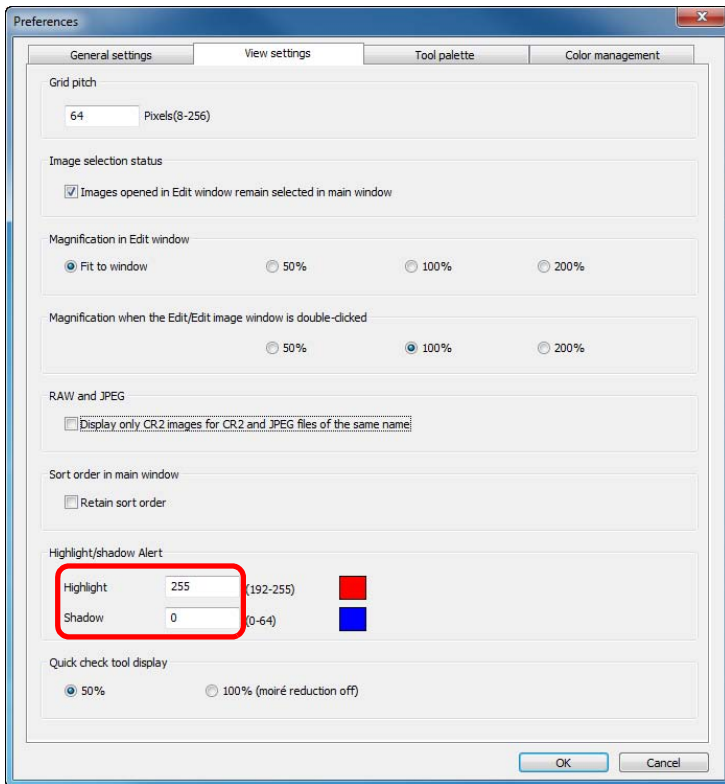 Preferences
General settings View settings Tool palette Color management
Grid pitch
64 Pixels(8-256)
Image selection status
Images opened in Edit window remain selected in main window
Magnification in Edit window
Fit to window 50% 100% 200%
Magnification when the Edit/Edit image window is double-clicked
50% 100% 200%
RAW and JPEG
Display only CR2 images for CR2 and JPEG files of the same name
Sort order in main window
Retain sort order
Highlight/shadow Alert
Highlight 255 (192-255)
Shadow 0 (0-64)
Quick check tool display
50% 100% (moiré reduction off)
OK Cancel